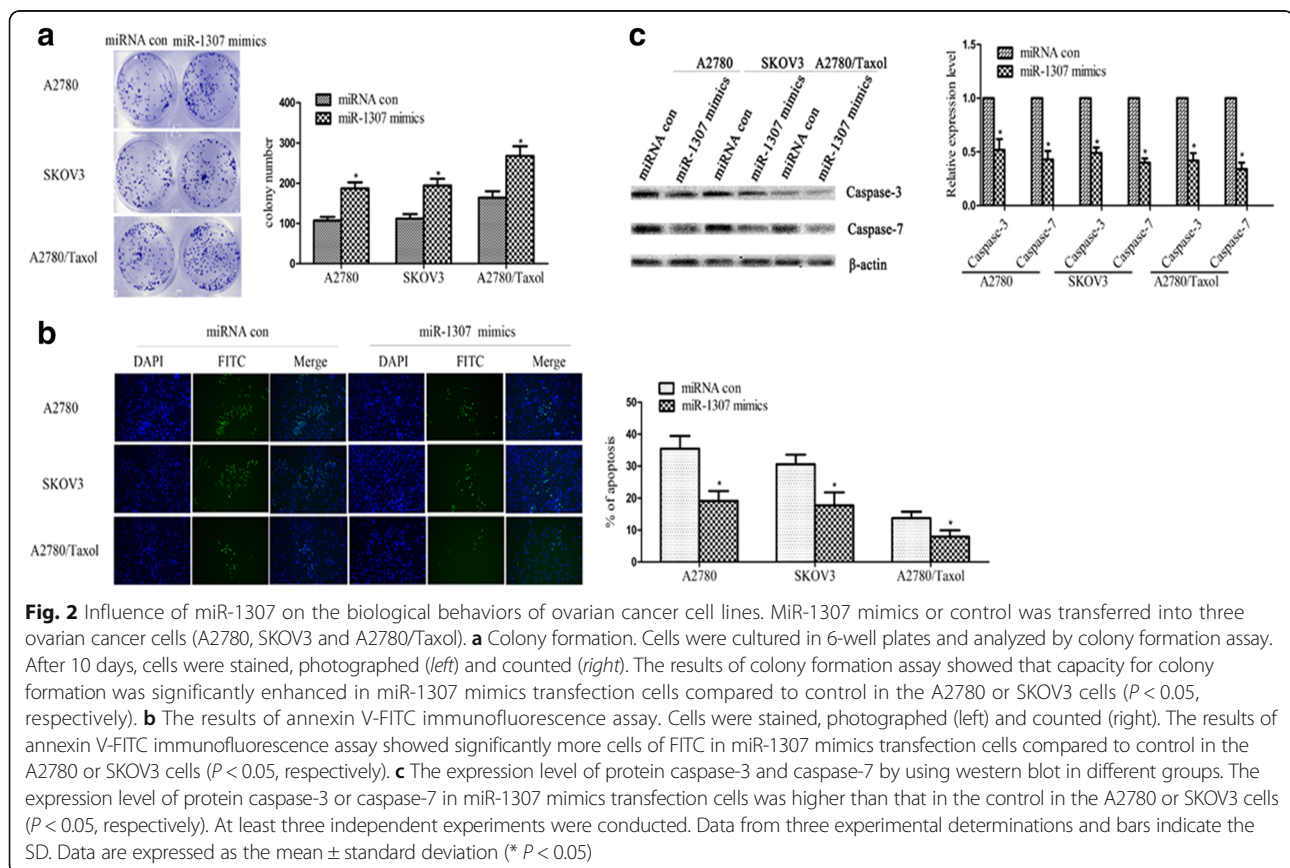 a
miRNA con miR-1307 mimics
A2780
SKOV3
A2780/Taxol
400
300
200
100
0
colony number
miRNA con
miR-1307 mimics
*
*
*
A2780
SKOV3
A2780/Taxol
c
A2780
SKOV3
A2780/Taxol
miRNA con
miR-1307 mimics
miRNA con
miR-1307 mimics
miRNA con
miR-1307 mimics
Caspase-3
Caspase-7
β-actin
1.5
1.0
0.5
0.0
Relative expression level
miRNA con
miR-1307 mimics
*
*
*
*
*
*
Caspase-3
Caspase-7
Caspase-3
Caspase-7
Caspase-3
Caspase-7
A2780
SKOV3
A2780/Taxol
b
miRNA con
miR-1307 mimics
DAPI
FITC
Merge
DAPI
FITC
Merge
A2780
SKOV3
A2780/Taxol
miRNA con
miR-1307 mimics
50
40
30
20
10
0
% of apoptosis
*
*
*
A2780
SKOV3
A2780/Taxol
Fig. 2 Influence of miR-1307 on the biological behaviors of ovarian cancer cell lines. MiR-1307 mimics or control was transferred into three
ovarian cancer cells (A2780, SKOV3 and A2780/Taxol). a Colony formation. Cells were cultured in 6-well plates and analyzed by colony formation assay.
After 10 days, cells were stained, photographed (left) and counted (right). The results of colony formation assay showed that capacity for colony
formation was significantly enhanced in miR-1307 mimics transfection cells compared to control in the A2780 or SKOV3 cells (P < 0.05,
respectively). b The results of annexin V-FITC immunofluorescence assay. Cells were stained, photographed (left) and counted (right). The results of
annexin V-FITC immunofluorescence assay showed significantly more cells of FITC in miR-1307 mimics transfection cells compared to control in the
A2780 or SKOV3 cells (P < 0.05, respectively). c The expression level of protein caspase-3 and caspase-7 by using western blot in different groups. The
expression level of protein caspase-3 or caspase-7 in miR-1307 mimics transfection cells was higher than that in the control in the A2780 or SKOV3 cells
(P < 0.05, respectively). At least three independent experiments were conducted. Data from three experimental determinations and bars indicate the
SD. Data are expressed as the mean ± standard deviation (* P < 0.05)